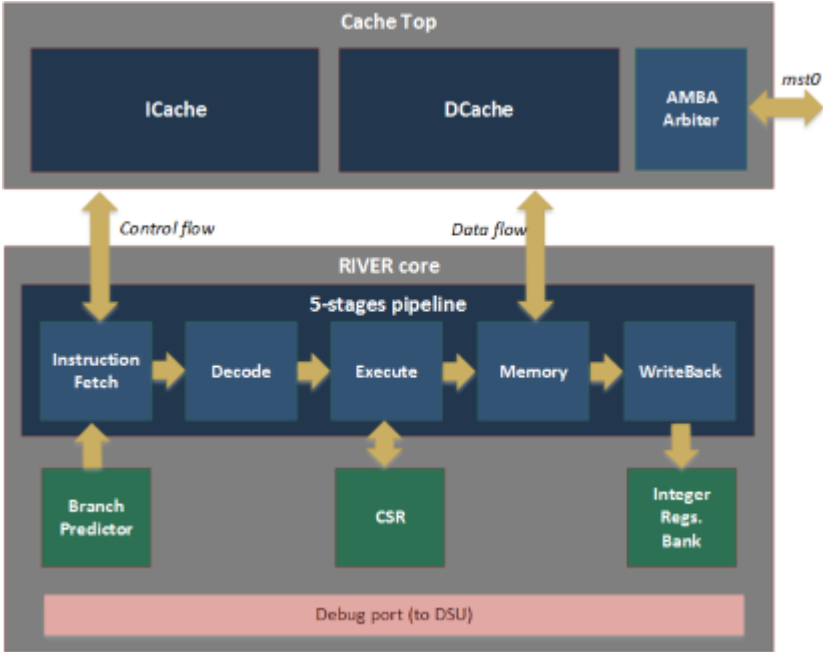 Cache Top
ICache
DCache
AMBA
Arbiter
mst0
Control flow
Data flow
RIVER core
5-stages pipeline
Instruction
Fetch
Decode
Execute
Memory
WriteBack
Branch
Predictor
CSR
Integer
Regs.
Bank
Debug port (to DSU)